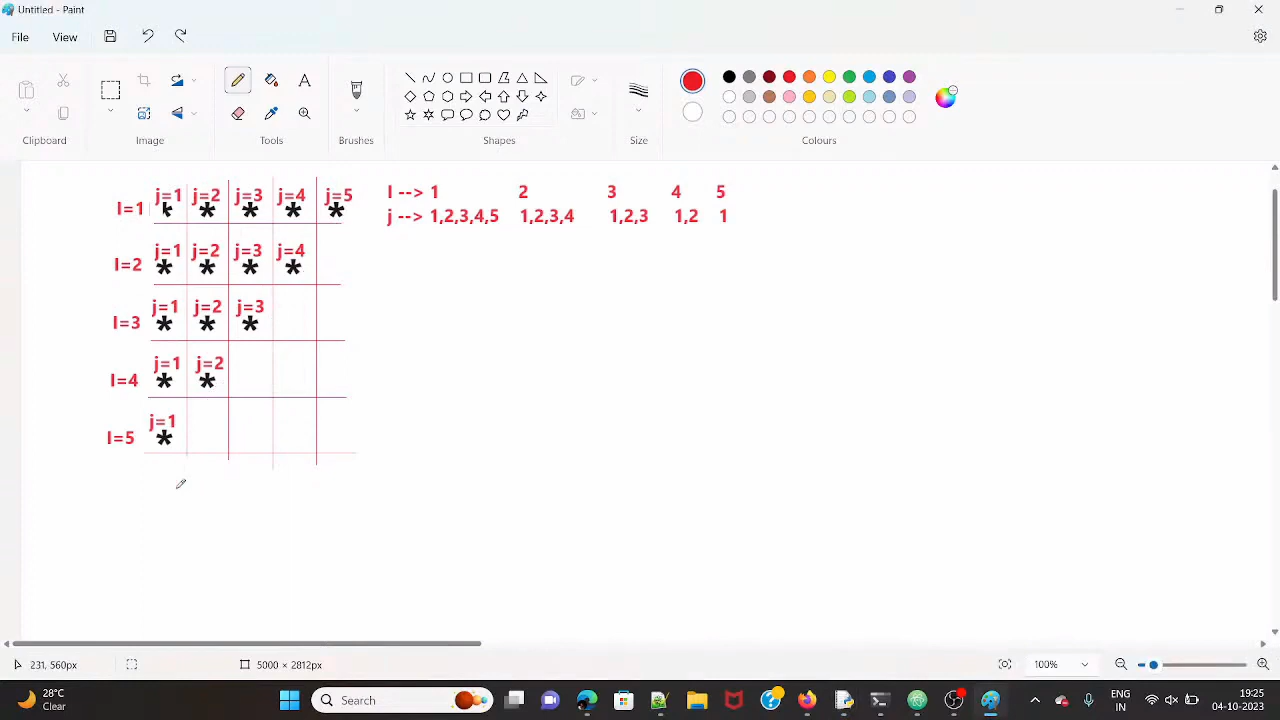 Untitled - Paint
File View
Clipboard Image Tools Brushes Shapes Size Colours
j=1 j=2 j=3 j=4 j=5
I=1 * * * * *
j=1 j=2 j=3 j=4
I=2 * * * *
j=1 j=2 j=3
I=3 * * *
j=1 j=2
I=4 * *
j=1
I=5 *
I --> 1 2 3 4 5
j --> 1,2,3,4,5 1,2,3,4 1,2,3 1,2 1
231, 560px 5000 × 2812px 100%
28°C
Clear
Search
ENG
IN
19:25
04-10-2023